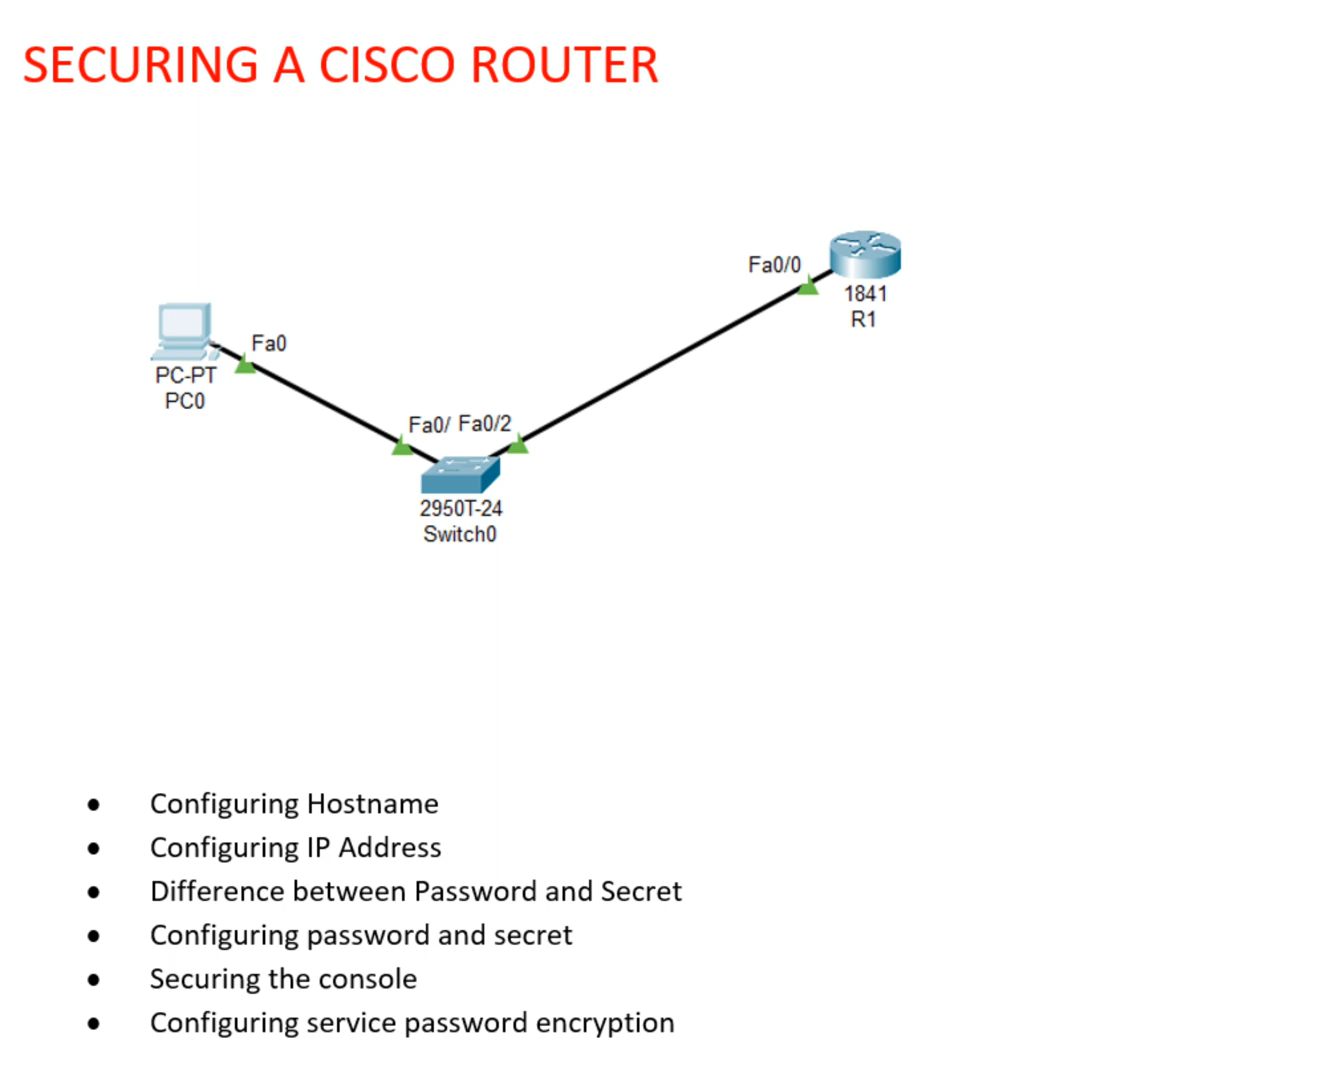 SECURING A CISCO ROUTER
Fa0/0
1841
R1
Fa0
PC-PT
PC0
Fa0/ Fa0/2
2950T-24
Switch0
• Configuring Hostname
• Configuring IP Address
• Difference between Password and Secret
• Configuring password and secret
• Securing the console
• Configuring service password encryption